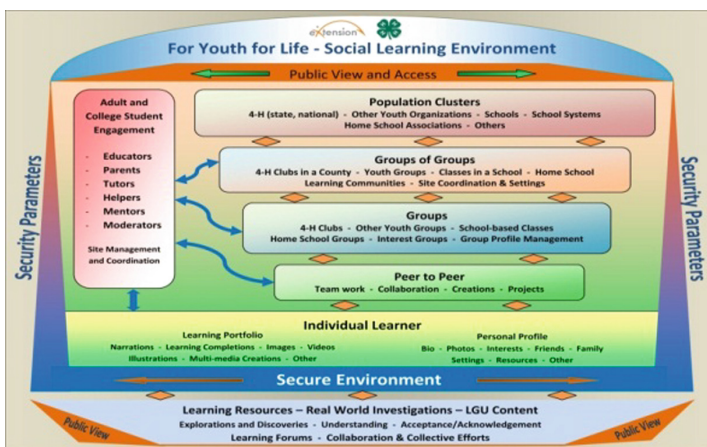 eXtension
For Youth for Life - Social Learning Environment
Public View and Access
Adult and
College Student
Engagement
- Educators
- Parents
- Tutors
- Helpers
- Mentors
- Moderators
Site Management
and Coordination
Population Clusters
4-H (state, national) - Other Youth Organizations - Schools - School Systems
Home School Associations - Others
Groups of Groups
4-H Clubs in a County - Youth Groups - Classes in a School - Home School
Learning Communities - Site Coordination & Settings
Groups
4-H Clubs - Other Youth Groups - School-based Classes
Home School Groups - Interest Groups - Group Profile Management
Peer to Peer
Team work - Collaboration - Creations - Projects
Security Parameters
Security Parameters
Individual Learner
Learning Portfolio
Narrations - Learning Completions - Images - Videos
Illustrations - Multi-media Creations - Other
Personal Profile
Bio - Photos - Interests - Friends - Family
Settings - Resources - Other
Secure Environment
Public View
Learning Resources – Real World Investigations – LGU Content
Explorations and Discoveries - Understanding - Acceptance/Acknowledgement
Learning Forums - Collaboration & Collective Efforts
Public View